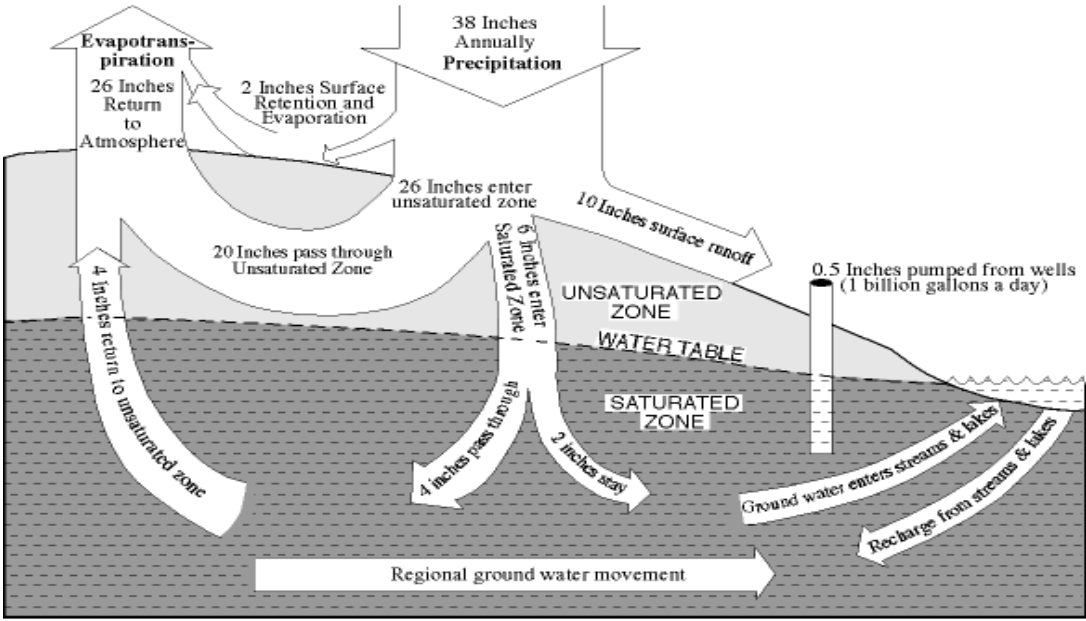 Evapotrans-
piration
26 Inches
Return
to
Atmosphere
2 Inches Surface
Retention and
Evaporation
38 Inches
Annually
Precipitation
26 Inches enter
unsaturated zone
10 Inches surface runoff
20 Inches pass through
Unsaturated Zone
6 Inches enter
Saturated Zone
0.5 Inches pumped from wells
(1 billion gallons a day)
UNSATURATED
ZONE
WATER TABLE
SATURATED
ZONE
4 Inches return to unsaturated zone
4 inches pass through
2 inches stay
Ground water enters streams & lakes
Recharge from streams & lakes
Regional ground water movement